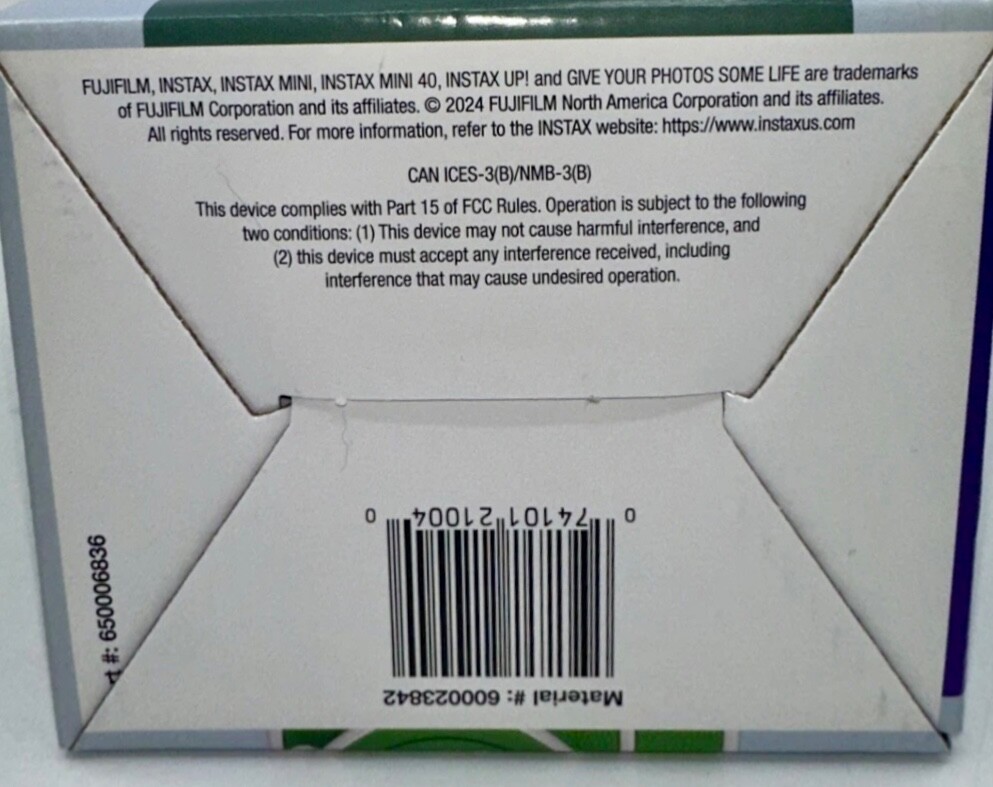 FUJIFILM, INSTAX, INSTAX MINI, INSTAX MINI 40, INSTAX UP! and GIVE YOUR PHOTOS SOME LIFE are trademarks
of FUJIFILM Corporation and its affiliates. © 2024 FUJIFILM North America Corporation and its affiliates.
All rights reserved. For more information, refer to the INSTAX website: https://www.instaxus.com
CAN ICES-3(B)/NMB-3(B)
This device complies with Part 15 of FCC Rules. Operation is subject to the following
two conditions: (1) This device may not cause harmful interference, and
(2) this device must accept any interference received, including
interference that may cause undesired operation.
#: 650006836
Material #: 600023842
0 74101 21004 0